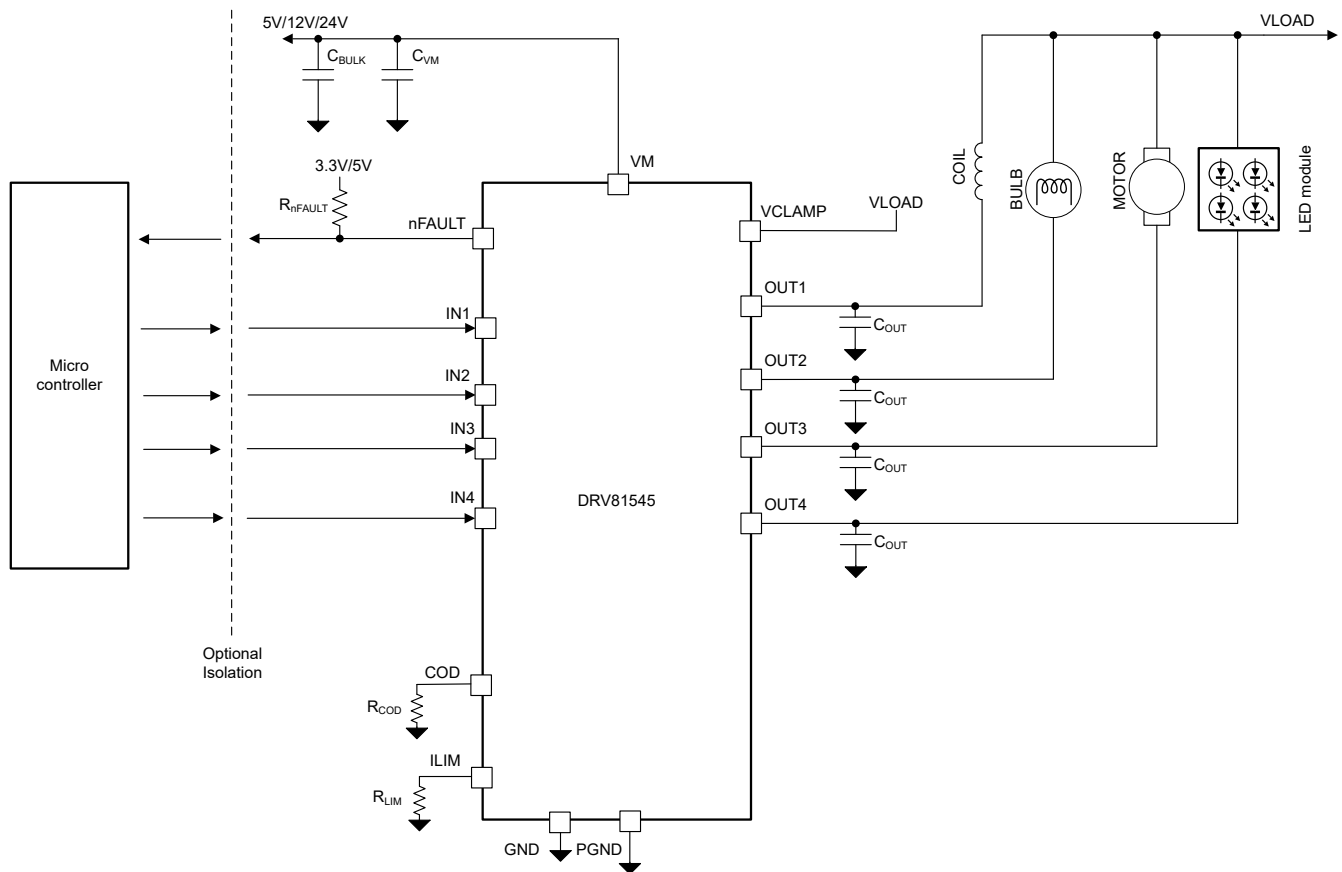 5V/12V/24V
VLOAD
CBULK
CVM
3.3V/5V
VM
COIL
BULB
MOTOR
LED module
RnFAULT
nFAULT
VCLAMP
VLOAD
OUT1
COUT
IN1
Micro
controller
IN2
OUT2
COUT
IN3
OUT3
COUT
IN4
DRV81545
OUT4
COUT
Optional
Isolation
COD
RCOD
ILIM
RLIM
GND
PGND